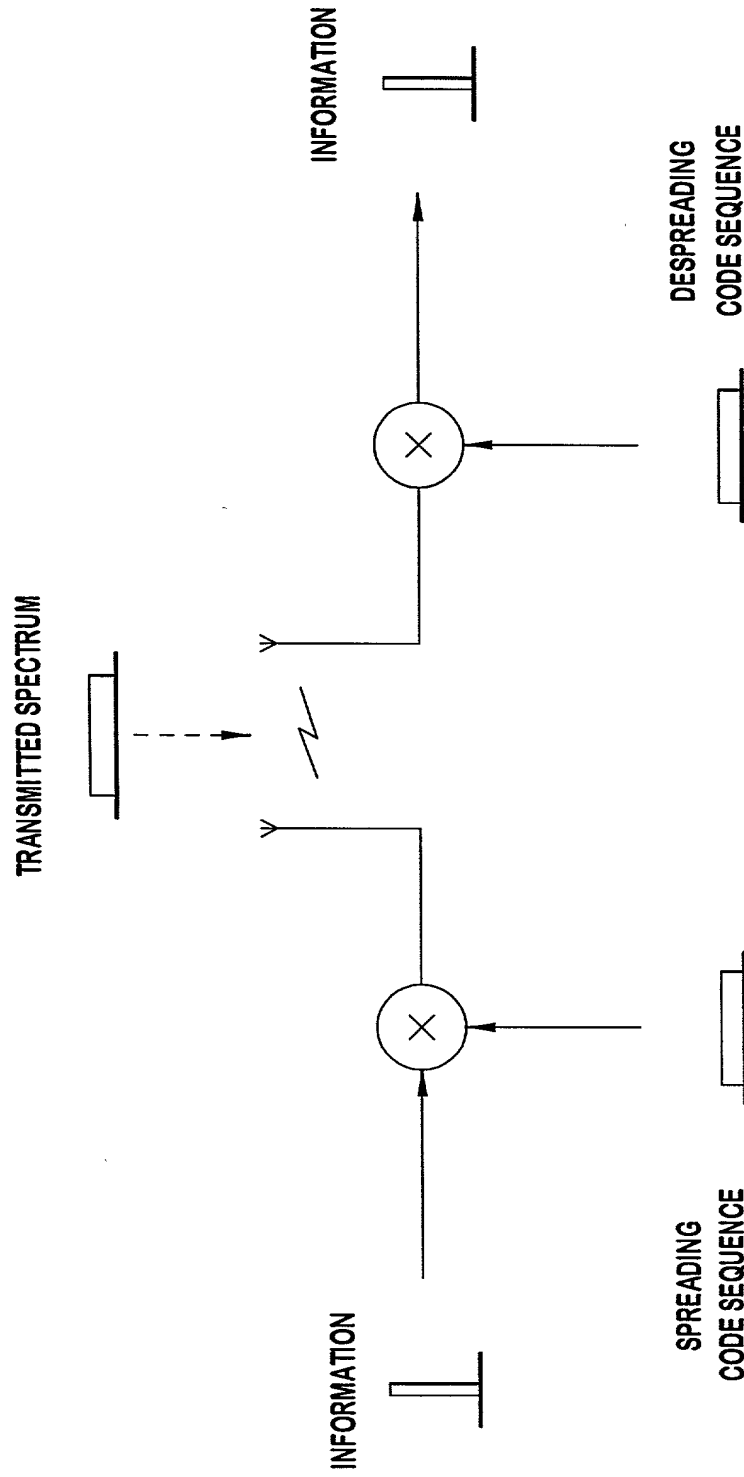 TRANSMITTED SPECTRUM
INFORMATION
INFORMATION
SPREADING
CODE SEQUENCE
DESPREADING
CODE SEQUENCE